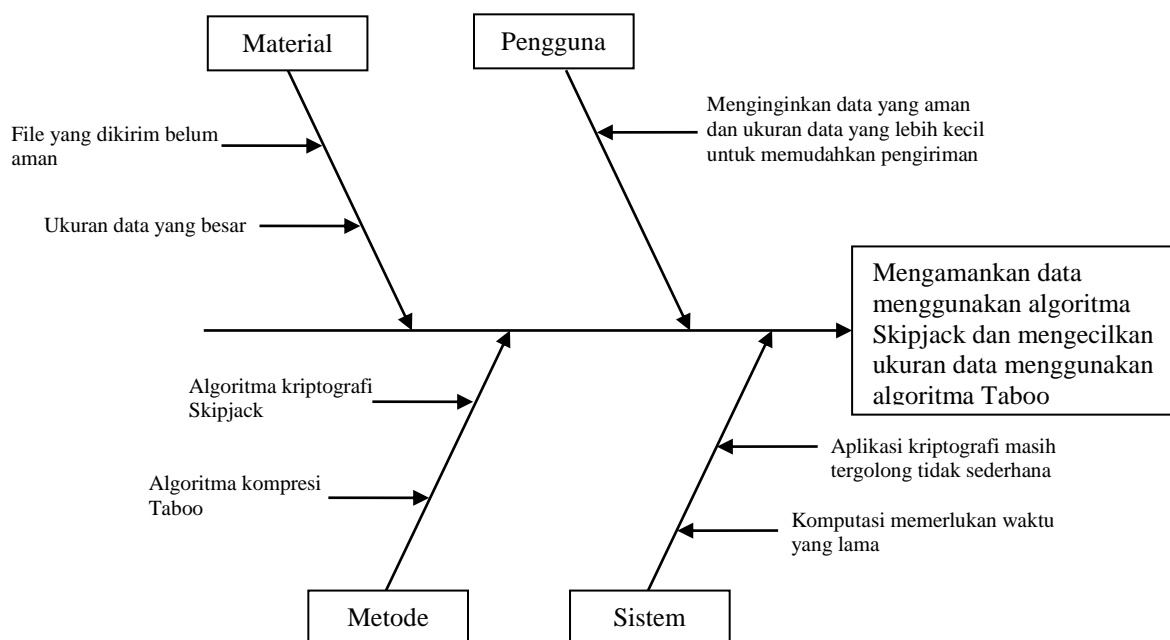 Material
Pengguna
File yang dikirim belum
aman
Ukuran data yang besar
Menginginkan data yang aman
dan ukuran data yang lebih kecil
untuk memudahkan pengiriman
Mengamankan data
menggunakan algoritma
Skipjack dan mengecilkan
ukuran data menggunakan
algoritma Taboo
Algoritma kriptografi
Skipjack
Algoritma kompresi
Taboo
Aplikasi kriptografi masih
tergolong tidak sederhana
Komputasi memerlukan waktu
yang lama
Metode
Sistem